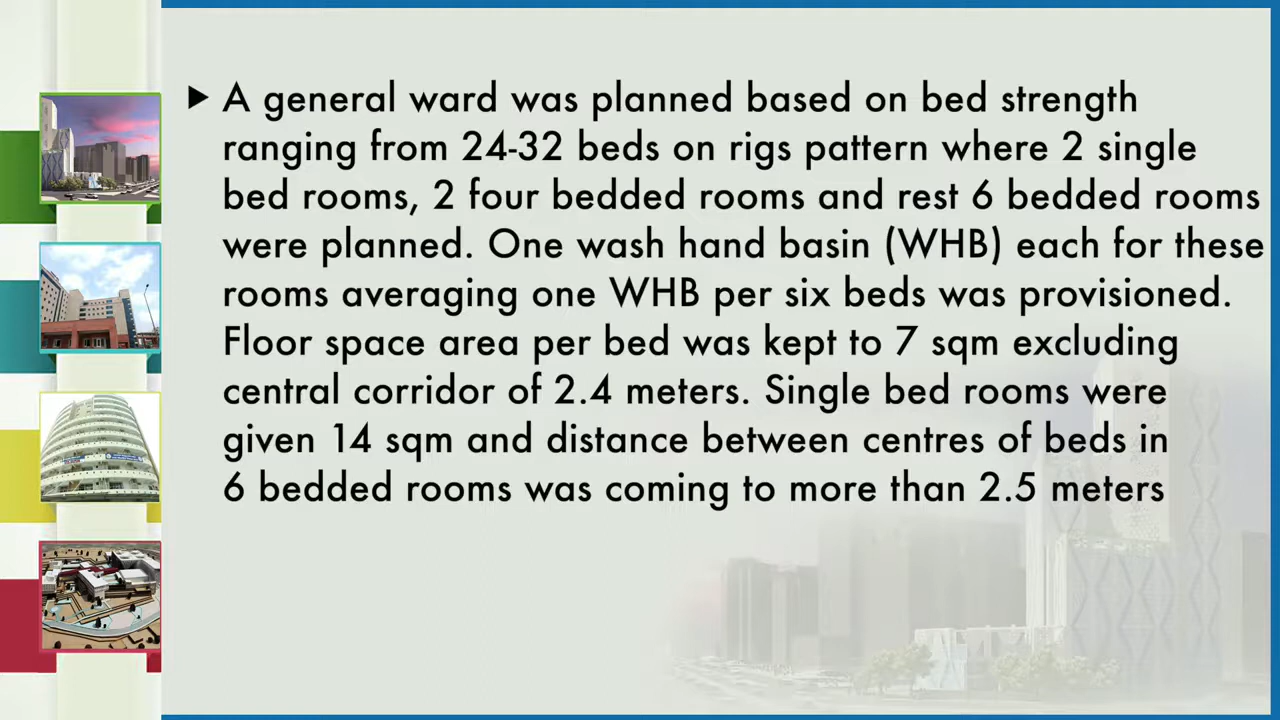 A general ward was planned based on bed strength
ranging from 24-32 beds on rigs pattern where 2 single
bed rooms, 2 four bedded rooms and rest 6 bedded rooms
were planned. One wash hand basin (WHB) each for these
rooms averaging one WHB per six beds was provisioned.
Floor space area per bed was kept to 7 sqm excluding
central corridor of 2.4 meters. Single bed rooms were
given 14 sqm and distance between centres of beds in
6 bedded rooms was coming to more than 2.5 meters